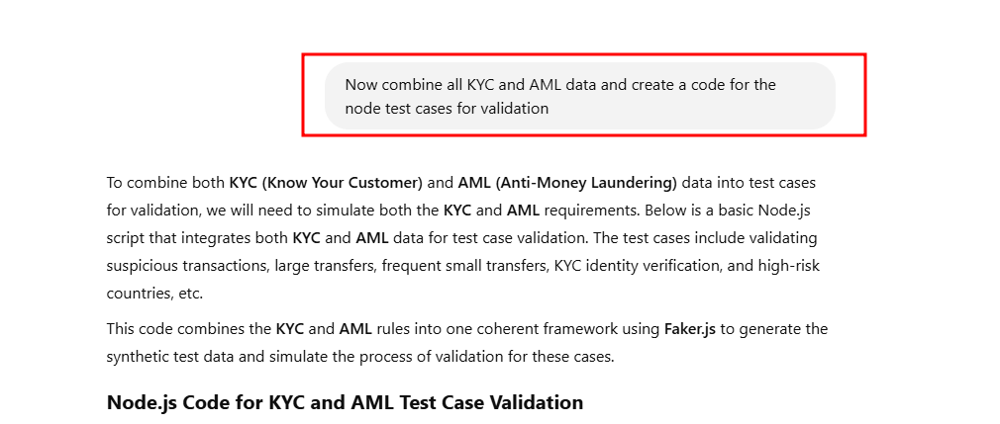 Now combine all KYC and AML data and create a code for the
node test cases for validation
To combine both KYC (Know Your Customer) and AML (Anti-Money Laundering) data into test cases
for validation, we will need to simulate both the KYC and AML requirements. Below is a basic Node.js
script that integrates both KYC and AML data for test case validation. The test cases include validating
suspicious transactions, large transfers, frequent small transfers, KYC identity verification, and high-risk
countries, etc.
This code combines the KYC and AML rules into one coherent framework using Faker.js to generate the
synthetic test data and simulate the process of validation for these cases.
Node.js Code for KYC and AML Test Case Validation